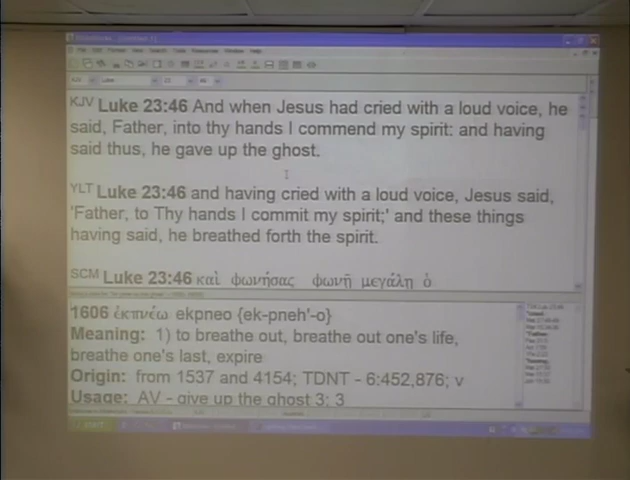 KJV Luke 23:46 And when Jesus had cried with a loud voice, he
said, Father, into thy hands I commend my spirit: and having
said thus, he gave up the ghost.
YLT Luke 23:46 and having cried with a loud voice, Jesus said,
'Father, to Thy hands I commit my spirit;' and these things
having said, he breathed forth the spirit.
SCM Luke 23:46 καὶ φωνήσας φωνῇ μεγάλῃ ὁ
1606 ἐκπνέω ekpneo {ek-pneh'-o}
Meaning: 1) to breathe out, breathe out one's life,
breathe one's last, expire
Origin: from 1537 and 4154; TDNT - 6:452,876; v
Usage: AV - give up the ghost 3; 3